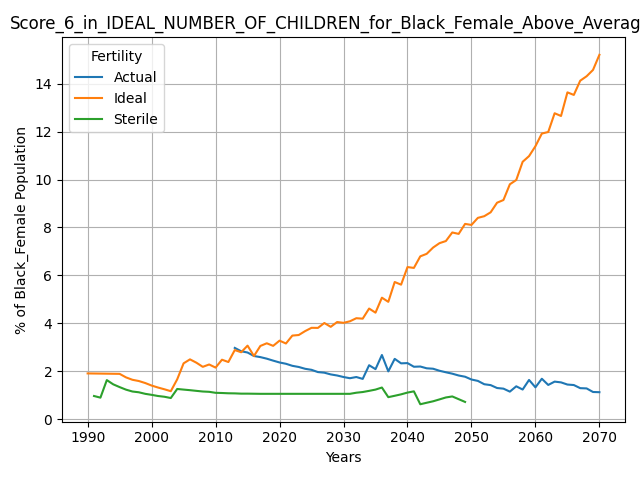 Score_6_in_IDEAL_NUMBER_OF_CHILDREN_for_Black_Female_Above_Averag
Fertility
Actual
Ideal
Sterile
% of Black_Female Population
14
12
10
8
6
4
2
0
1990 2000 2010 2020 2030 2040 2050 2060 2070
Years